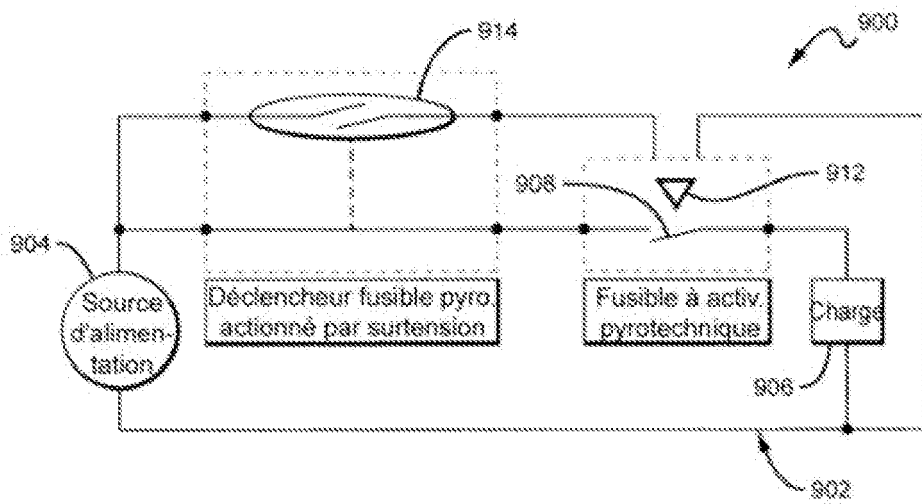 914
900
908
912
904
Source
d'alimen-
tation
Déclencheur fusible pyro.
actionné par surtension
Fusible à activ.
pyrotechnique
Charge
906
902